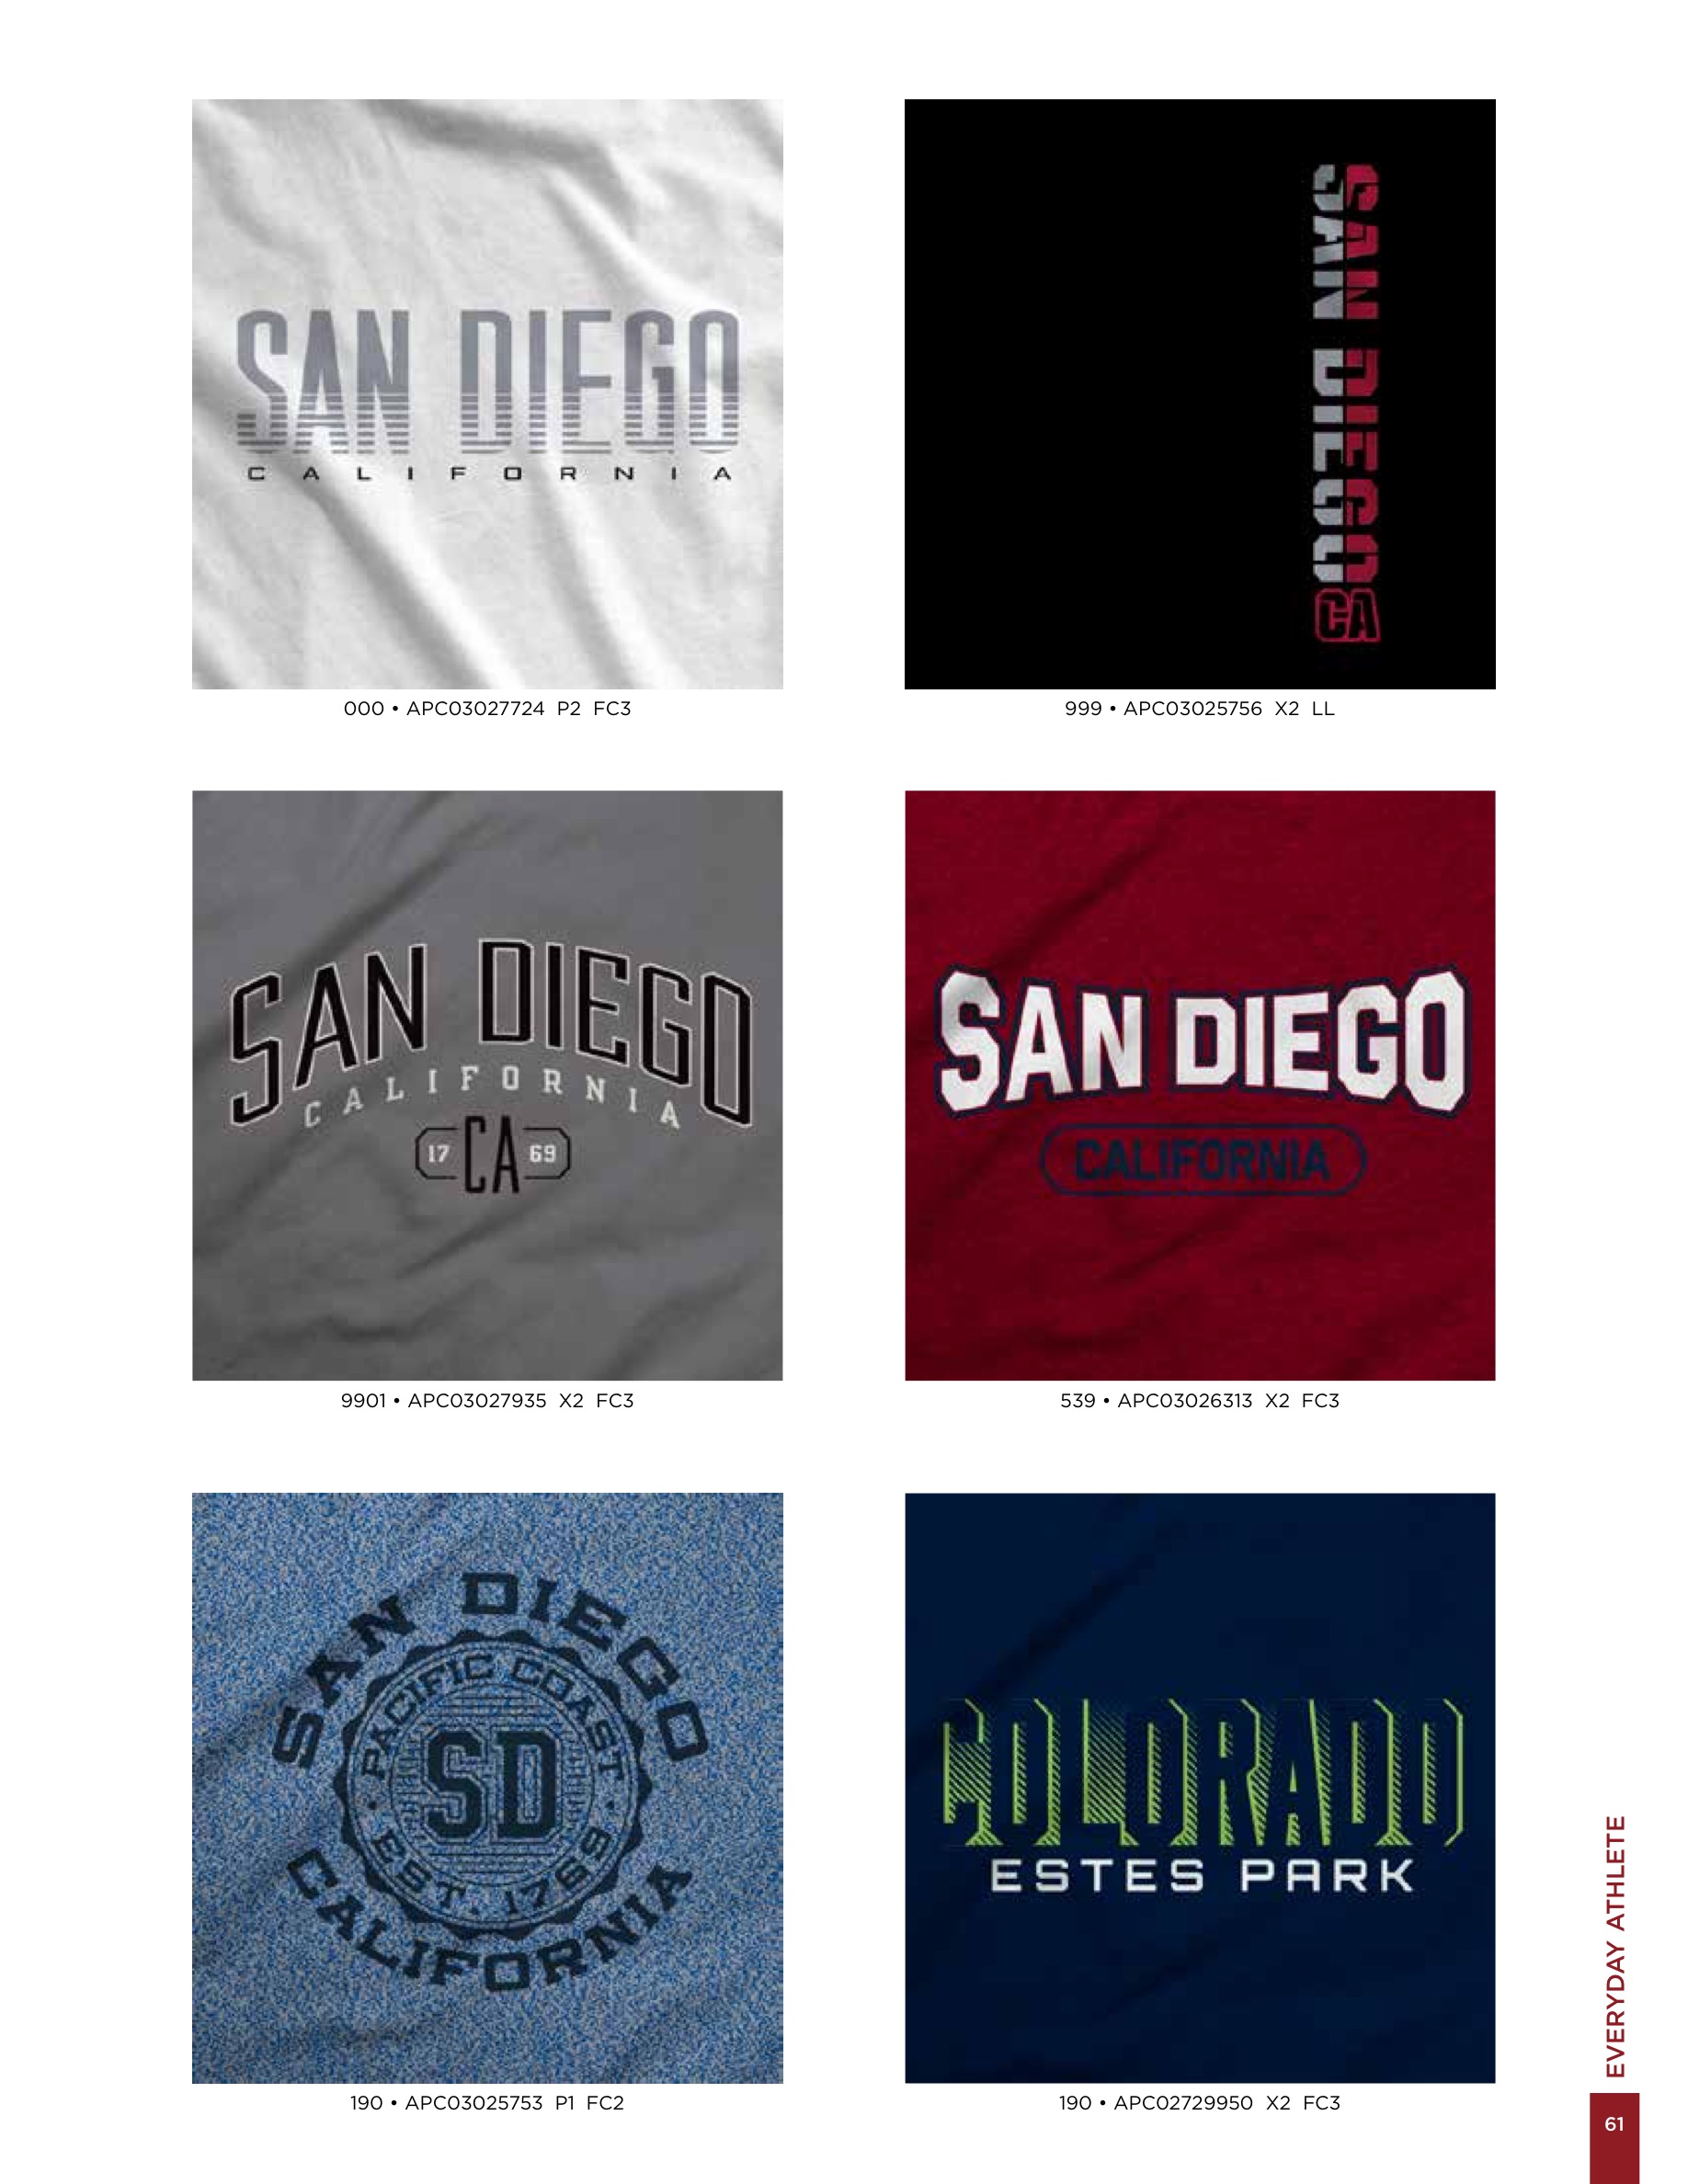 SAN DIEGO
CALIFORNIA
000 • APC03027724 P2 FC3
SAN DIEGO CA
999 • APC03025756 X2 LL
SAN DIEGO
CALIFORNIA
17 CA 69
9901 • APC03027935 X2 FC3
SAN DIEGO
CALIFORNIA
539 • APC03026313 X2 FC3
SAN DIEGO
PACIFIC COAST
SD
EST. 1769
CALIFORNIA
190 • APC03025753 P1 FC2
COLORADO
ESTES PARK
190 • APC02729950 X2 FC3
EVERYDAY ATHLETE
61